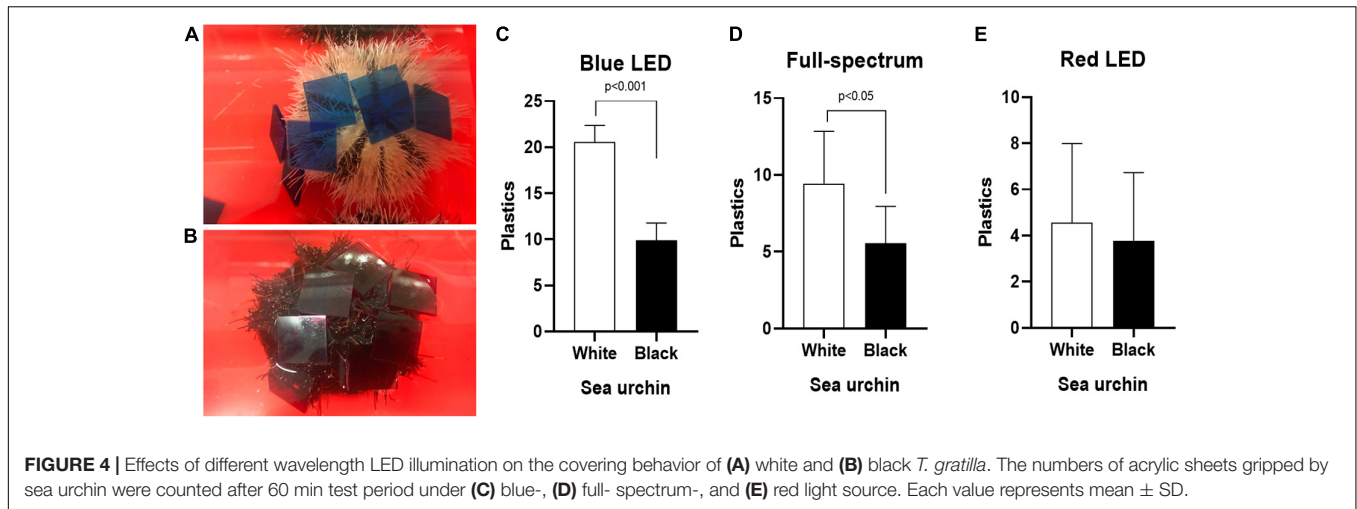 A
B
C
Blue LED
p<0.001
25
20
15
10
5
0
Plastics
White Black
Sea urchin
D
Full-spectrum
p<0.05
15
10
5
0
Plastics
White Black
Sea urchin
E
Red LED
10
8
6
4
2
0
Plastics
White Black
Sea urchin
FIGURE 4 | Effects of different wavelength LED illumination on the covering behavior of (A) white and (B) black T. gratilla. The numbers of acrylic sheets gripped by
sea urchin were counted after 60 min test period under (C) blue-, (D) full- spectrum-, and (E) red light source. Each value represents mean ± SD.